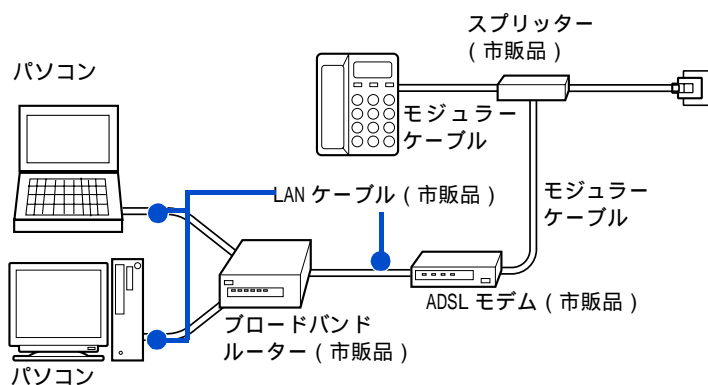 スプリッター
(市販品)
パソコン
モジュラー
ケーブル
LAN ケーブル(市販品)
モジュラー
ケーブル
ADSL モデム(市販品)
ブロードバンド
ルーター(市販品)
パソコン